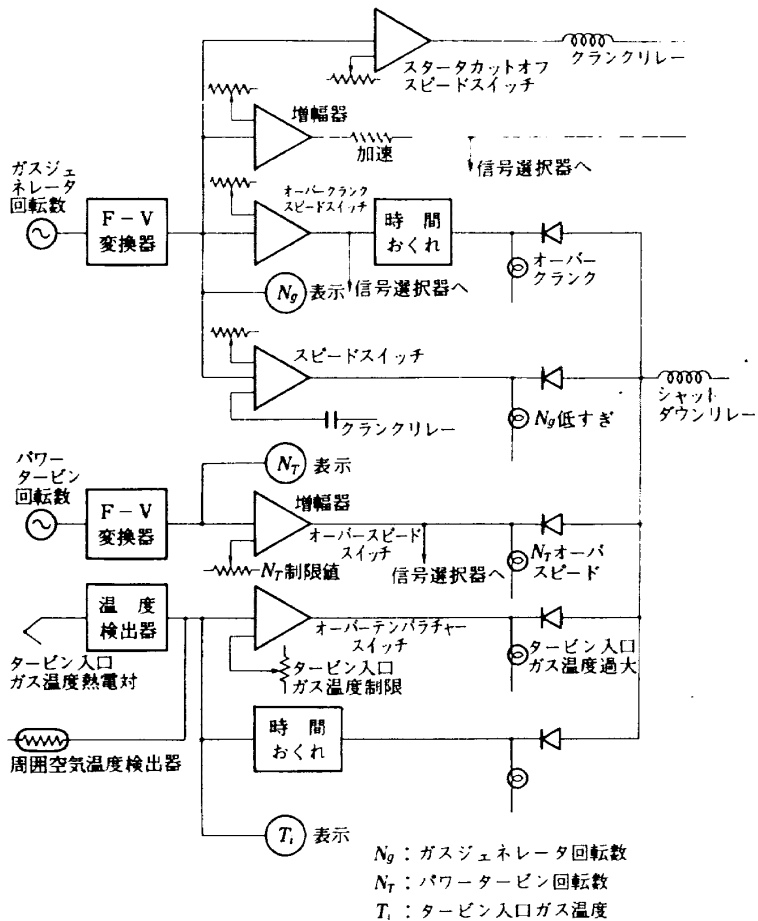 スタータカットオフ
スピードスイッチ
クランクリレー
増幅器
加速
信号選択器へ
ガスジェ
ネレータ
回転数
F-V
変換器
オーバークランク
スピードスイッチ
時間
おくれ
オーバー
クランク
Ng 表示
信号選択器へ
スピードスイッチ
クランクリレー
Ng低すぎ
シャット
ダウンリレー
パワー
タービン
回転数
F-V
変換器
NT 表示
増幅器
オーバースピード
スイッチ
NT制限値
信号選択器へ
NTオーバ
スピード
温度
検出器
オーバーテンパラチャー
スイッチ
タービン入口
ガス温度熱電対
タービン入口
ガス温度制限
タービン入口
ガス温度過大
時間
おくれ
周囲空気温度検出器
Ti 表示
Ng：ガスジェネレータ回転数
NT：パワータービン回転数
Ti：タービン入口ガス温度